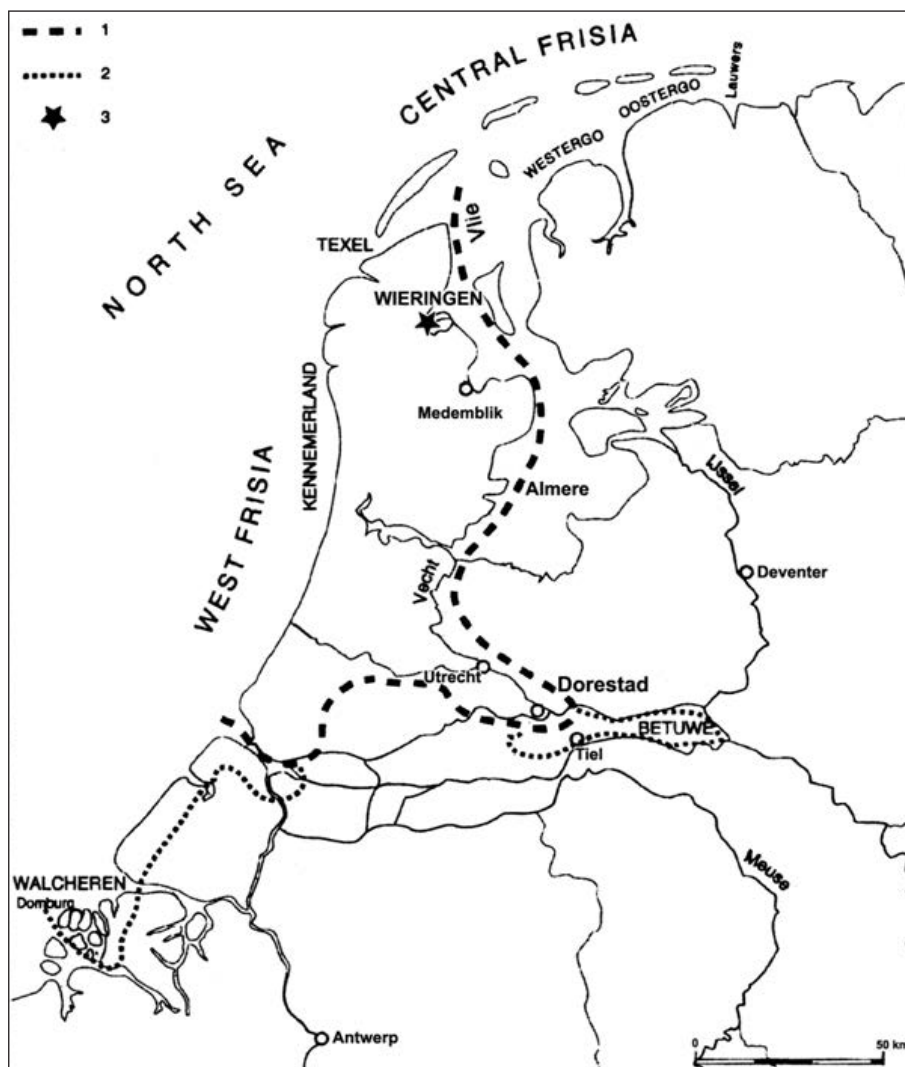 1
2
3
CENTRAL FRISIA
Lauwers
OOSTERGO
WESTERGO
NORTH SEA
Vlie
TEXEL
WIERINGEN
KENNEMERLAND
Medemblik
IJssel
Almere
WEST FRISIA
Vecht
Deventer
Utrecht
Dorestad
BETUWE
Tiel
Meuse
WALCHEREN
Domburg
Antwerp
0 50 km